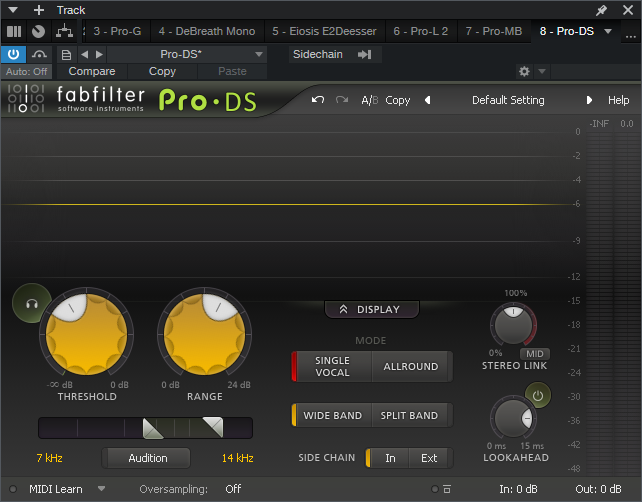 Track
3 - Pro-G
4 - DeBreath Mono
5 - Eiosis E2Deesser
6 - Pro-L 2
7 - Pro-MB
8 - Pro-DS
...
Pro-DS*
Sidechain
Auto: Off
Compare
Copy
Paste
fabfilter
software instruments
Pro·DS
A/B
Copy
Default Setting
Help
-INF 0.0
0
-2
-4
-6
-9
-12
-15
-18
-21
-24
-30
-36
-42
-48
DISPLAY
-∞ dB 0 dB
THRESHOLD
0 dB 24 dB
RANGE
MODE
SINGLE
VOCAL
ALLROUND
WIDE BAND
SPLIT BAND
SIDE CHAIN
In
Ext
100%
0%
MID
STEREO LINK
0 ms 15 ms
LOOKAHEAD
7 kHz
Audition
14 kHz
MIDI Learn
Oversampling: Off
In: 0 dB
Out: 0 dB